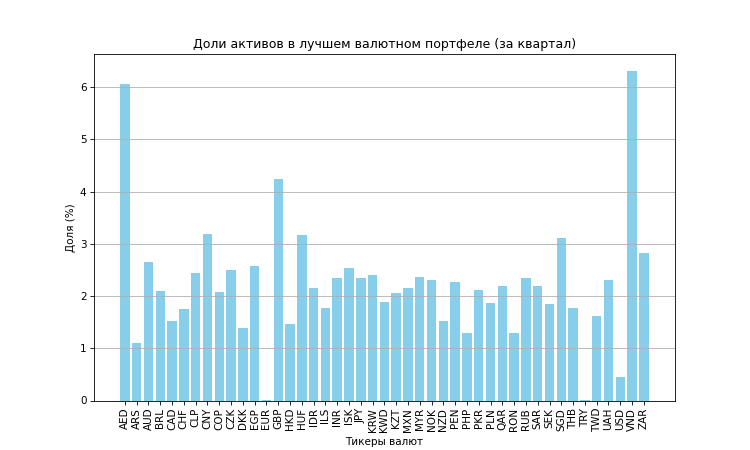 Доли активов в лучшем валютном портфеле (за квартал)
Доля (%)
6
5
4
3
2
1
0
AED ARS AUD BRL CAD CHF CLP CNY COP CZK DKK EGP EUR GBP HKD HUF IDR ILS INR ISK JPY KRW KWD KZT MXN MYR NOK NZD PEN PHP PKR PLN QAR RON RUB SAR SEK SGD THB TRY TWD UAH USD VND ZAR
Тикеры валют